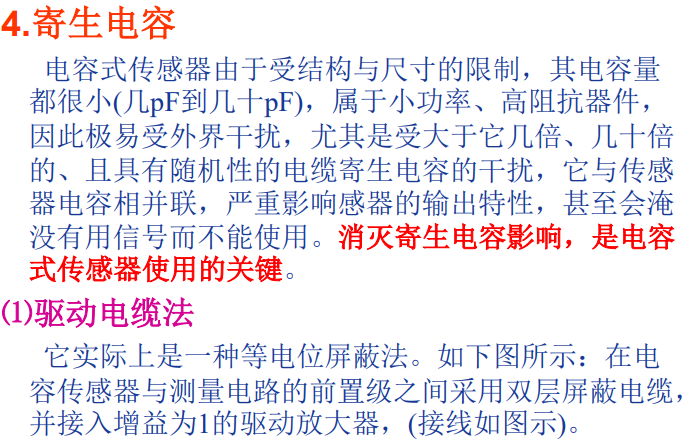 4.寄生电容
电容式传感器由于受结构与尺寸的限制，其电容量
都很小(几pF到几十pF)，属于小功率、高阻抗器件，
因此极易受外界干扰，尤其是受大于它几倍、几十倍
的、且具有随机性的电缆寄生电容的干扰，它与传感
器电容相并联，严重影响感器的输出特性，甚至会淹
没有用信号而不能使用。消灭寄生电容影响，是电容
式传感器使用的关键。
⑴驱动电缆法
它实际上是一种等电位屏蔽法。如下图所示：在电
容传感器与测量电路的前置级之间采用双层屏蔽电缆，
并接入增益为1的驱动放大器，(接线如图示)。